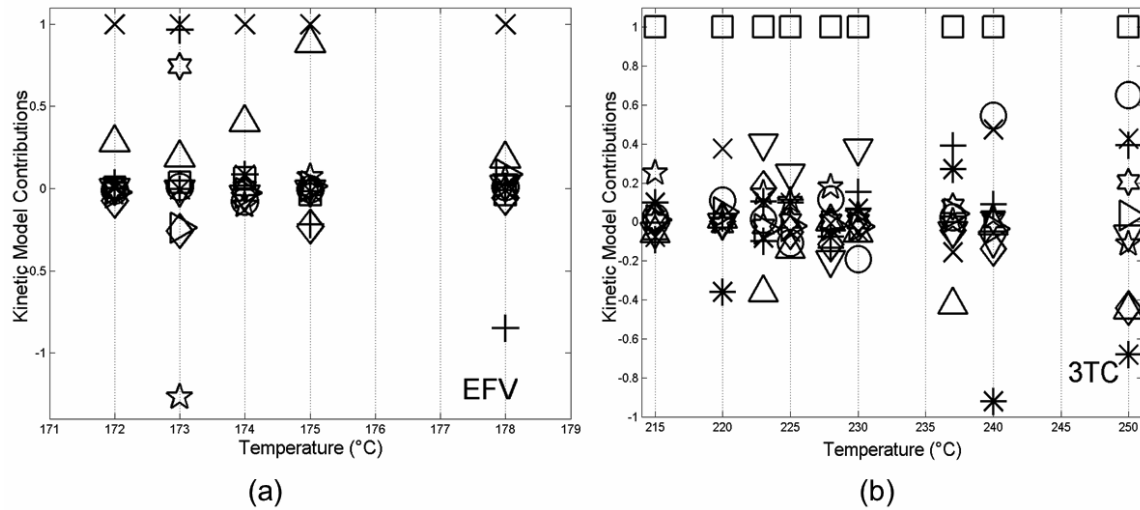 Kinetic Model Contributions
1
0.5
0
-0.5
-1
171 172 173 174 175 176 177 178 179
Temperature (°C)
EFV
(a)
Kinetic Model Contributions
1
0.8
0.6
0.4
0.2
0
-0.2
-0.4
-0.6
-0.8
-1
215 220 225 230 235 240 245 250
Temperature (°C)
3TC
(b)